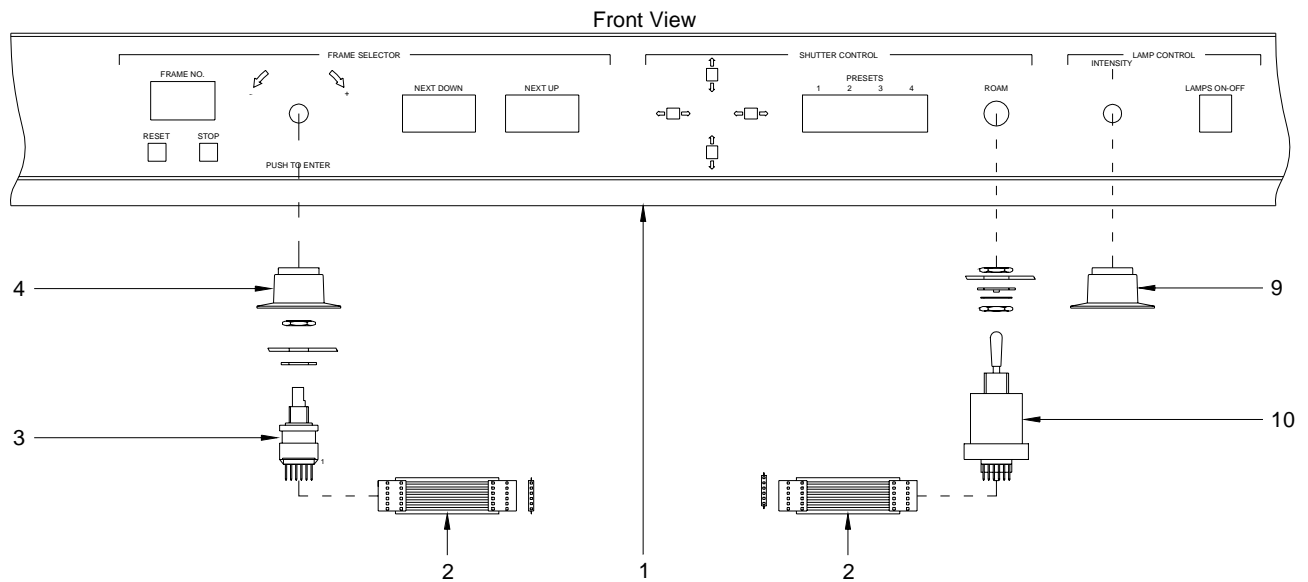 Front View
FRAME SELECTOR
SHUTTER CONTROL
LAMP CONTROL
FRAME NO.
- +
NEXT DOWN
NEXT UP
PRESETS
1 2 3 4
ROAM
INTENSITY
LAMPS ON-OFF
RESET
STOP
PUSH TO ENTER
4
9
3
1
10
2
1
2